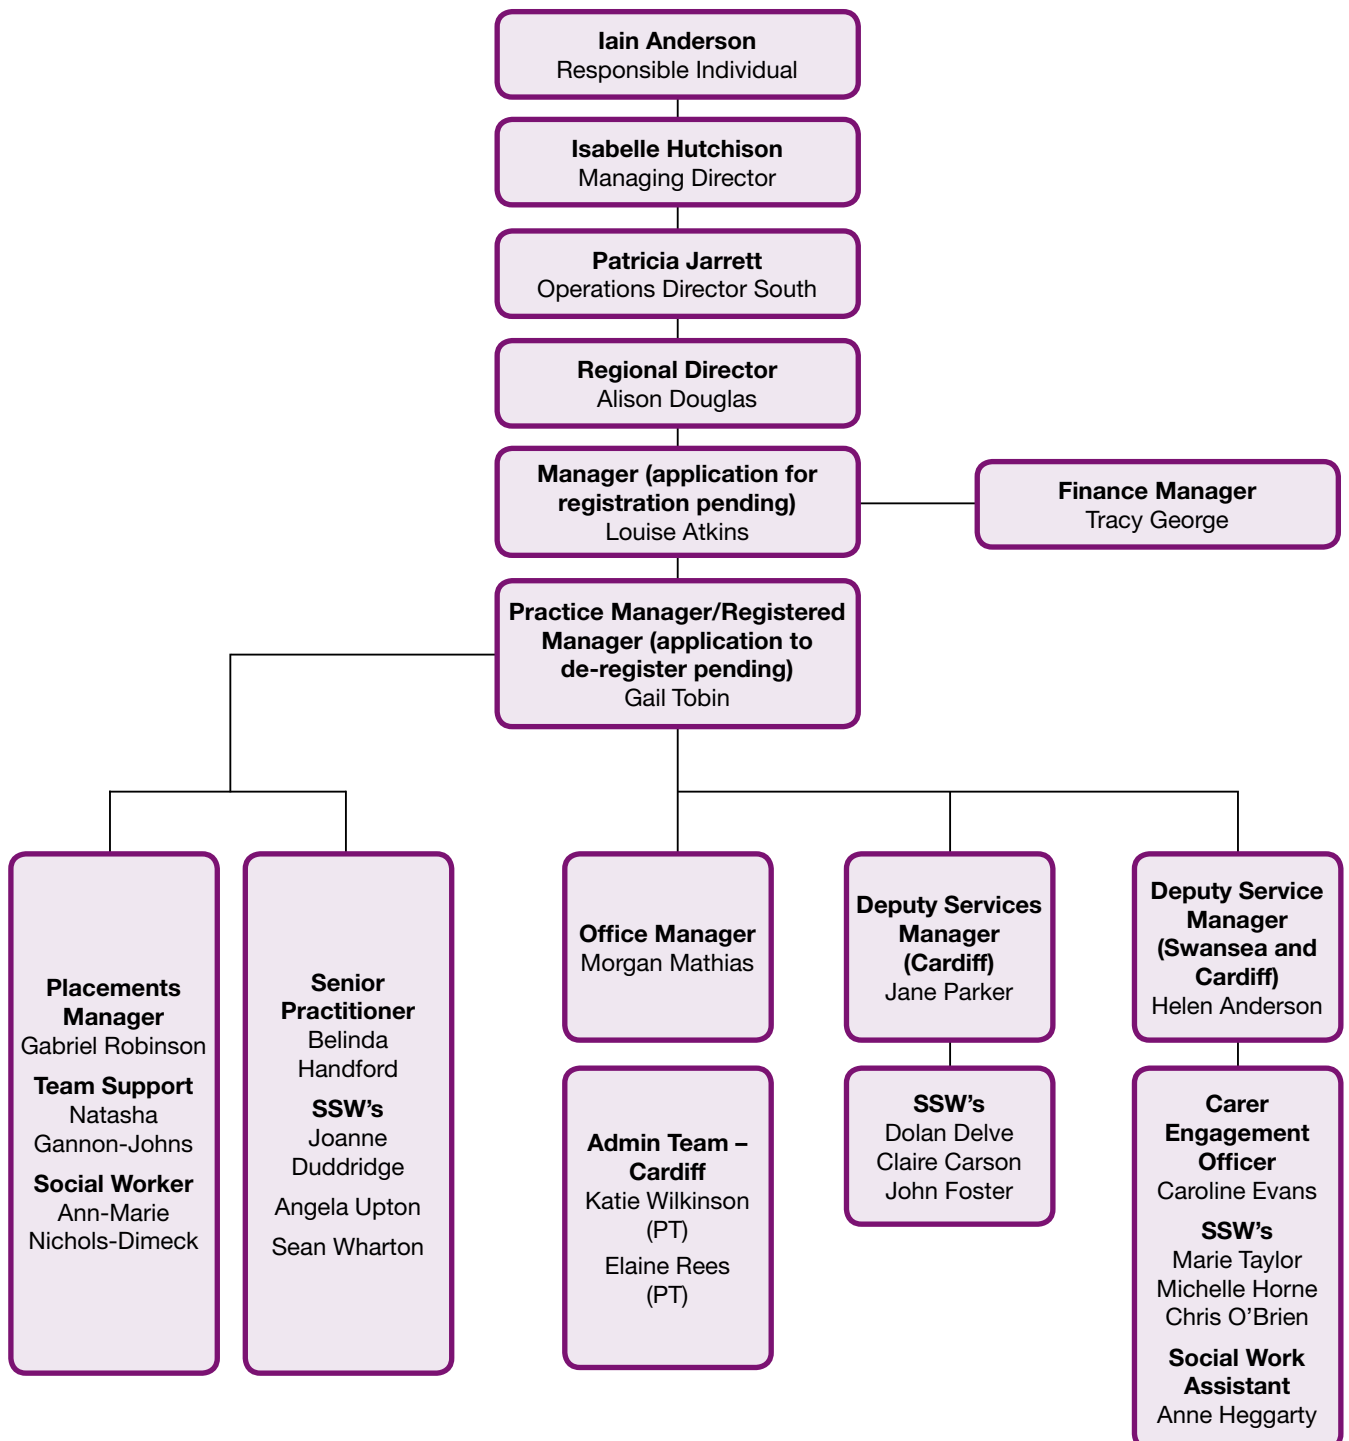 Iain Anderson
Responsible Individual
Isabelle Hutchison
Managing Director
Patricia Jarrett
Operations Director South
Regional Director
Alison Douglas
Manager (application for
registration pending)
Louise Atkins
Finance Manager
Tracy George
Practice Manager/Registered
Manager (application to
de-register pending)
Gail Tobin
Placements
Manager
Gabriel Robinson
Team Support
Natasha
Gannon-Johns
Social Worker
Ann-Marie
Nichols-Dimeck
Senior
Practitioner
Belinda
Handford
SSW’s
Joanne
Duddridge
Angela Upton
Sean Wharton
Office Manager
Morgan Mathias
Admin Team –
Cardiff
Katie Wilkinson
(PT)
Elaine Rees
(PT)
Deputy Services
Manager
(Cardiff)
Jane Parker
SSW’s
Dolan Delve
Claire Carson
John Foster
Deputy Service
Manager
(Swansea and
Cardiff)
Helen Anderson
Carer
Engagement
Officer
Caroline Evans
SSW’s
Marie Taylor
Michelle Horne
Chris O’Brien
Social Work
Assistant
Anne Heggarty